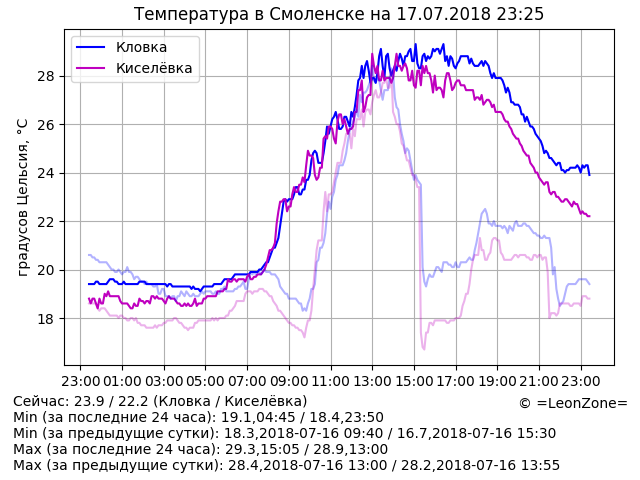 Температура в Смоленске на 17.07.2018 23:25
Кловка
Киселёвка
градусов Цельсия, °C
28
26
24
22
20
18
23:00 01:00 03:00 05:00 07:00 09:00 11:00 13:00 15:00 17:00 19:00 21:00 23:00
Сейчас: 23.9 / 22.2 (Кловка / Киселёвка)
© =LeonZone=
Min (за последние 24 часа): 19.1,04:45 / 18.4,23:50
Min (за предыдущие сутки): 18.3,2018-07-16 09:40 / 16.7,2018-07-16 15:30
Max (за последние 24 часа): 29.3,15:05 / 28.9,13:00
Max (за предыдущие сутки): 28.4,2018-07-16 13:00 / 28.2,2018-07-16 13:55